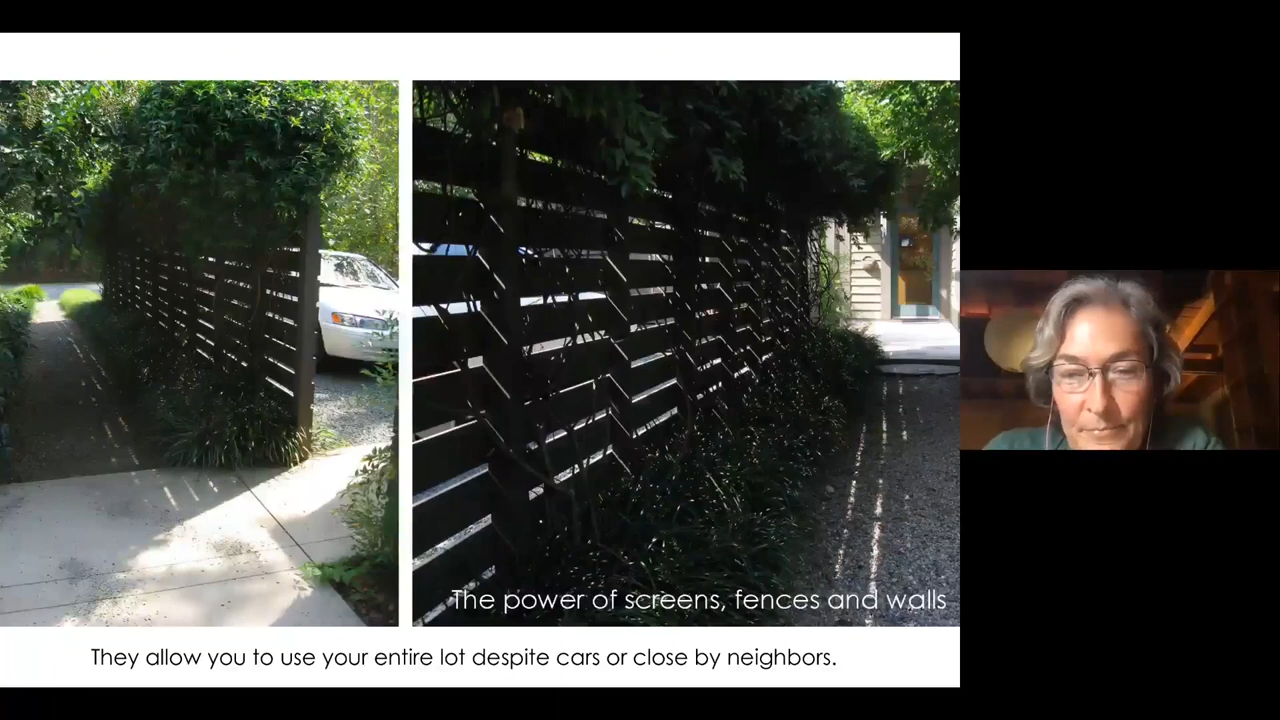 The power of screens, fences and walls
They allow you to use your entire lot despite cars or close by neighbors.